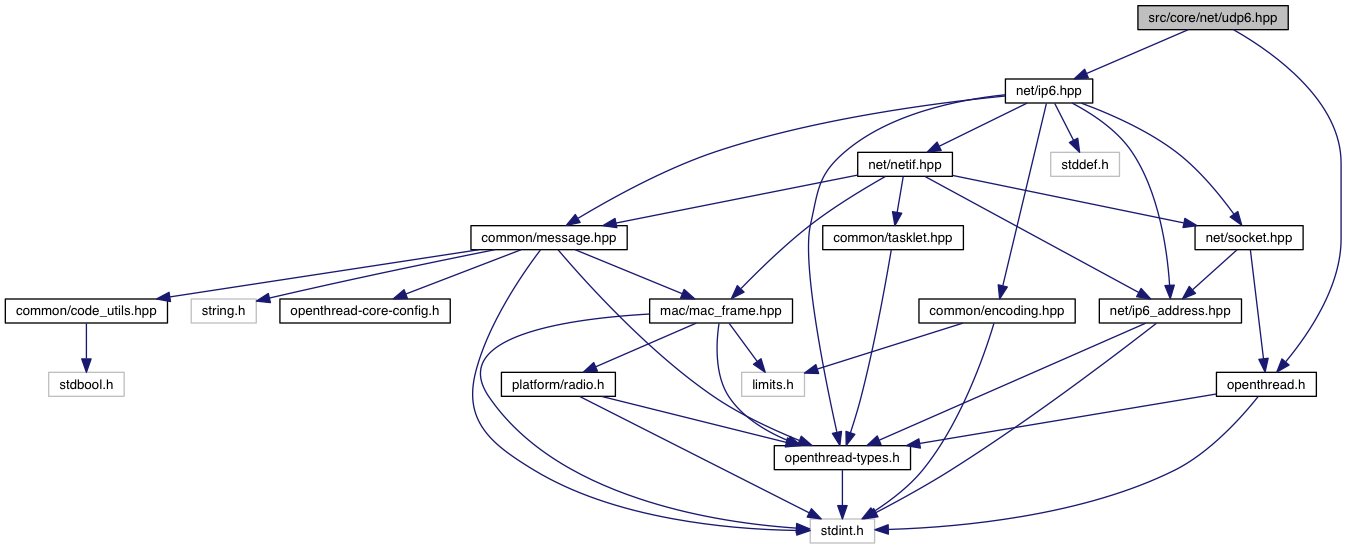 src/core/net/udp6.hpp
net/ip6.hpp
net/netif.hpp
stddef.h
common/message.hpp
common/tasklet.hpp
net/socket.hpp
common/code_utils.hpp
string.h
openthread-core-config.h
mac/mac_frame.hpp
common/encoding.hpp
net/ip6_address.hpp
stdbool.h
platform/radio.h
limits.h
openthread.h
openthread-types.h
stdint.h